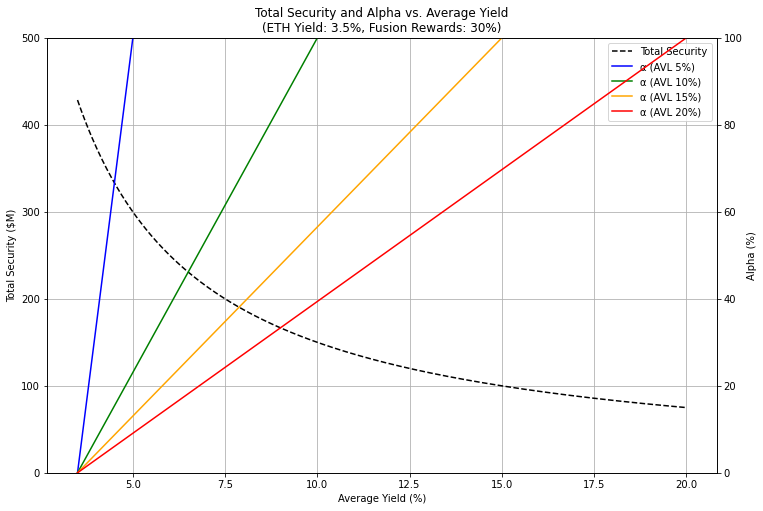 Total Security and Alpha vs. Average Yield
(ETH Yield: 3.5%, Fusion Rewards: 30%)
500
400
300
200
100
0
Total Security ($M)
100
80
60
40
20
0
Alpha (%)
Total Security
α (AVL 5%)
α (AVL 10%)
α (AVL 15%)
α (AVL 20%)
5.0 7.5 10.0 12.5 15.0 17.5 20.0
Average Yield (%)